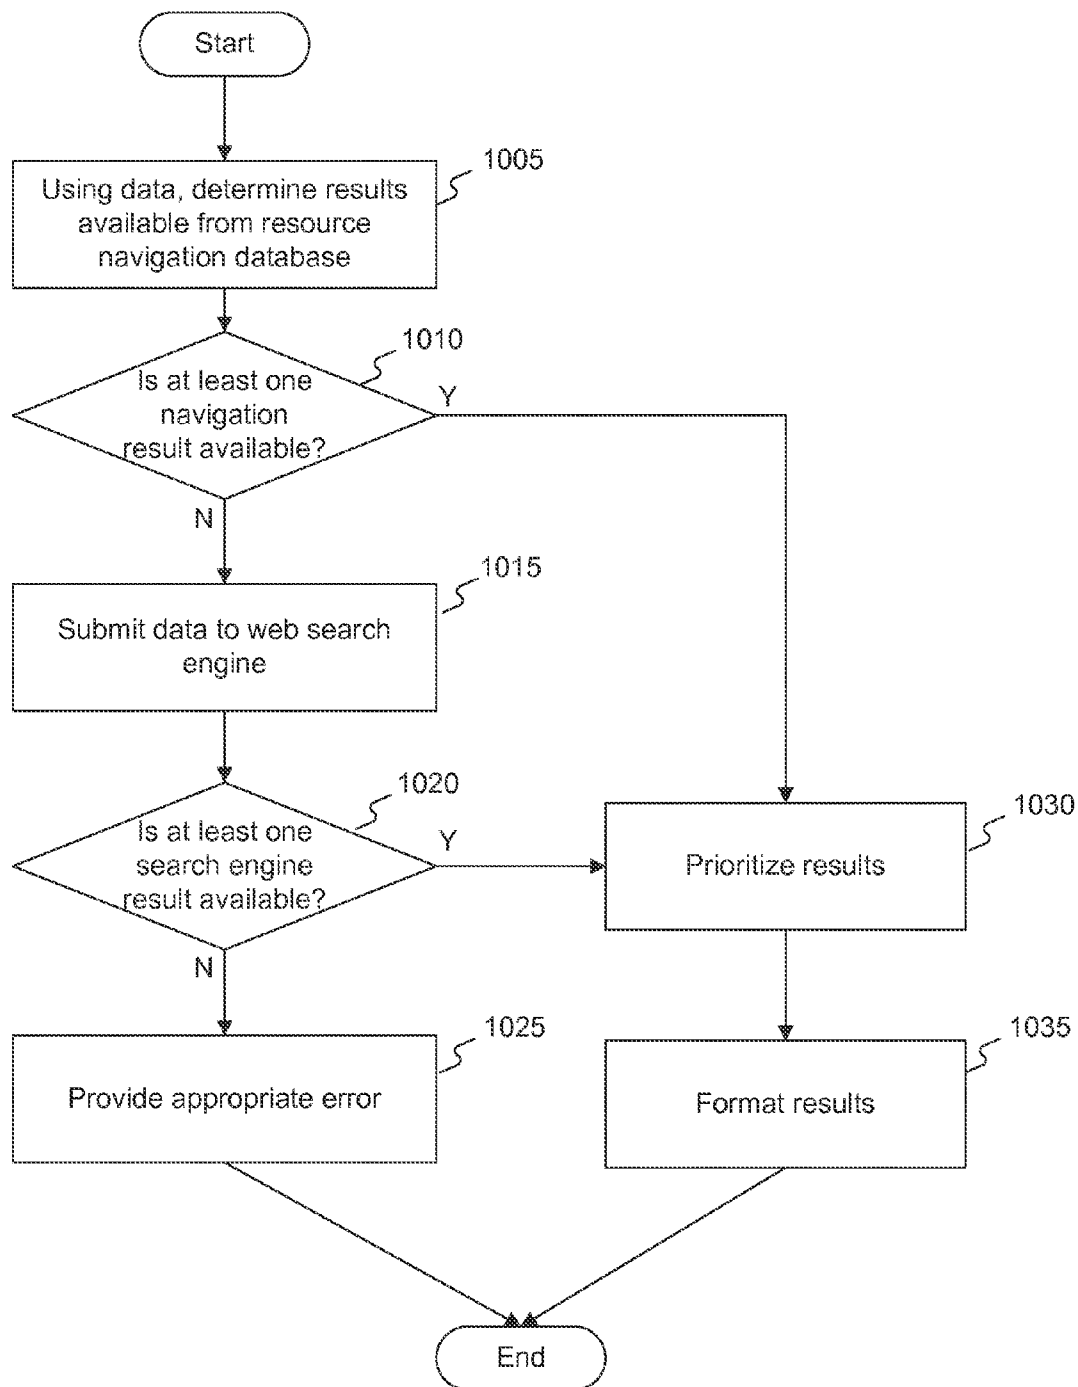 Start
1005
Using data, determine results
available from resource
navigation database
1010
Is at least one
navigation
result available?
Y
N
1015
Submit data to web search
engine
1020
Is at least one
search engine
result available?
Y
N
1030
Prioritize results
1025
Provide appropriate error
1035
Format results
End